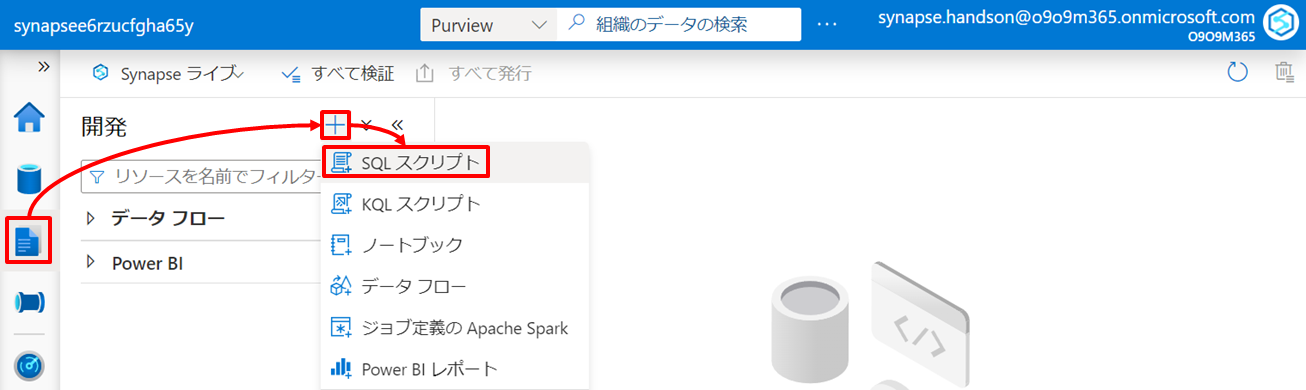 synapsee6rzucfgha65y
Purview
組織のデータの検索
···
synapse.handson@o9o9m365.onmicrosoft.com
O9O9M365
Synapse ライブ
すべて検証
すべて発行
開発
リソースを名前でフィルター
データ フロー
Power BI
SQL スクリプト
KQL スクリプト
ノートブック
データ フロー
ジョブ定義の Apache Spark
Power BI レポート